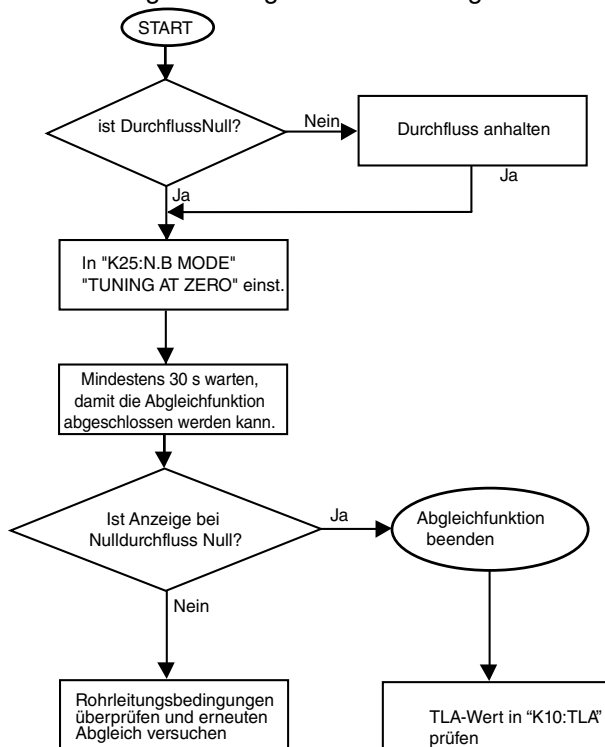 START
ist DurchflussNull?
Nein
Durchfluss anhalten
Ja
Ja
In "K25:N.B MODE"
"TUNING AT ZERO" einst.
Mindestens 30 s warten,
damit die Abgleichfunktion
abgeschlossen werden kann.
Ist Anzeige bei
Nulldurchfluss Null?
Ja
Abgleichfunktion
beenden
Nein
Rohrleitungsbedingungen
überprüfen und erneuten
Abgleich versuchen
TLA-Wert in “K10:TLA”
prüfen